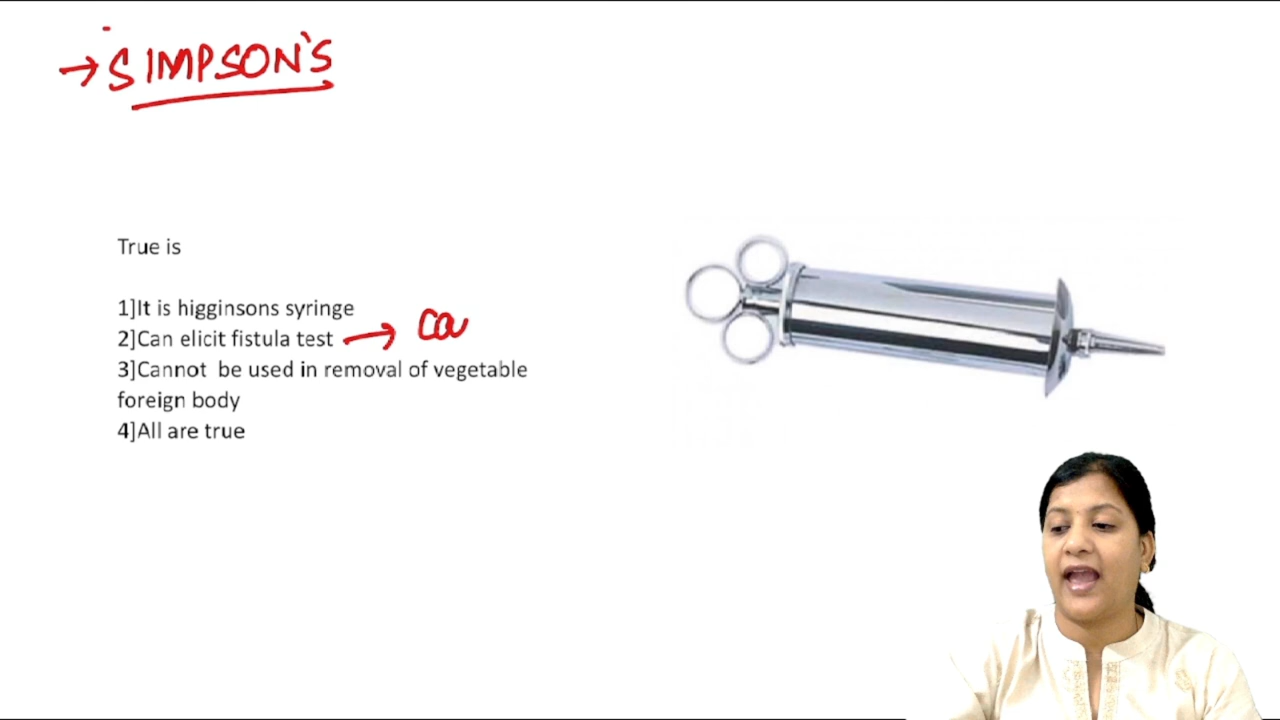 →SIMPSON'S
True is
1]It is higginsons syringe
2]Can elicit fistula test → ca
3]Cannot be used in removal of vegetable
foreign body
4]All are true